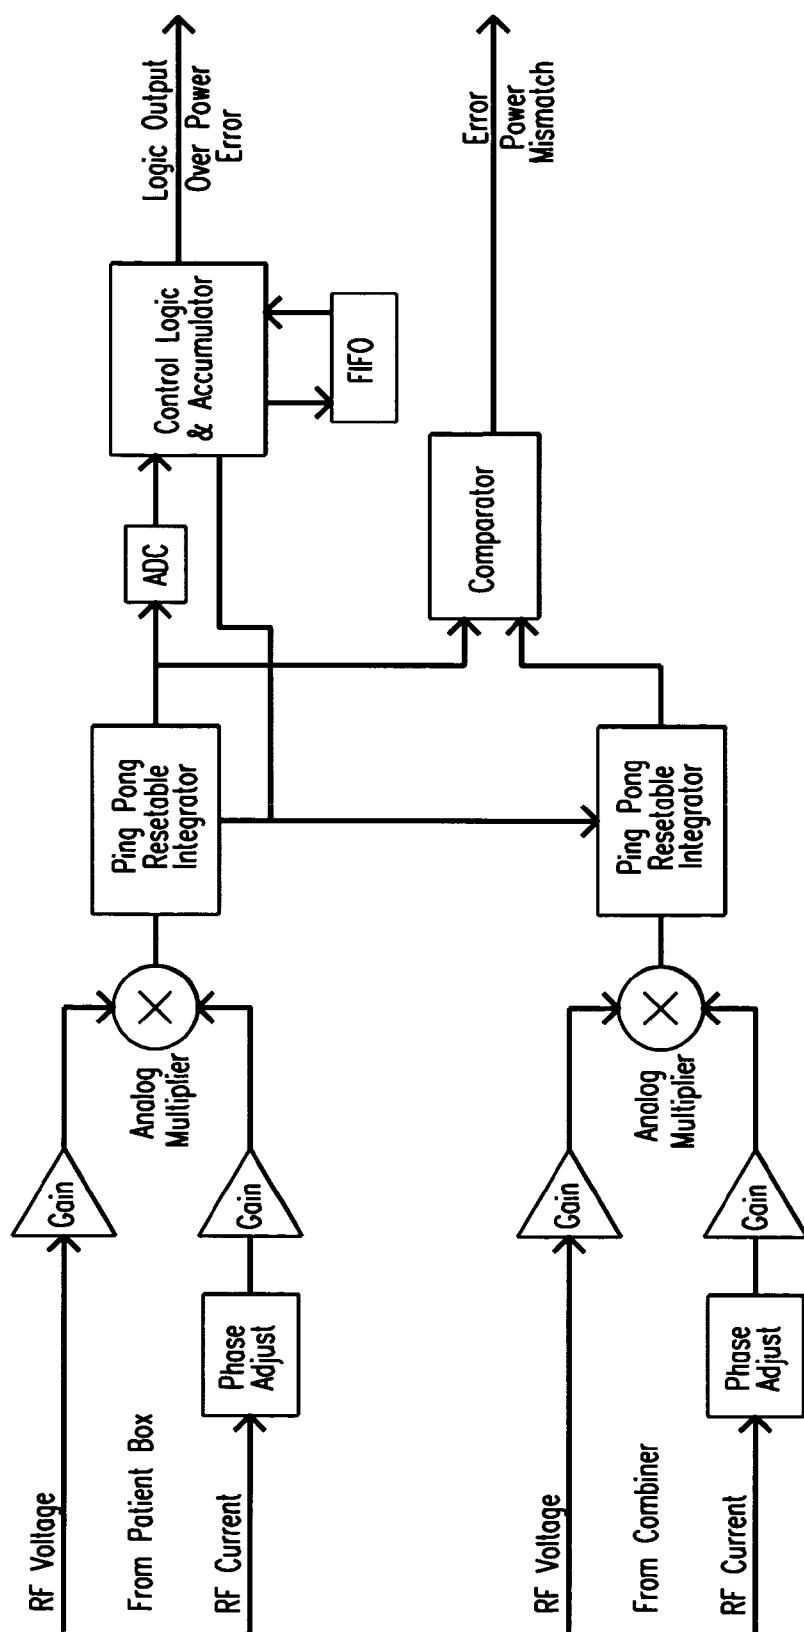 RF Voltage
From Patient Box
RF Current
Phase
Adjust
Gain
Gain
Analog
Multiplier
Ping Pong
Resetable
Integrator
ADC
Control Logic
& Accumulator
FIFO
Logic Output
Over Power
Error
RF Voltage
From Combiner
RF Current
Phase
Adjust
Gain
Gain
Analog
Multiplier
Ping Pong
Resetable
Integrator
Comparator
Error
Power
Mismatch